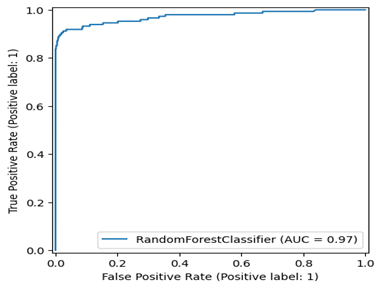 1.0
0.8
0.6
0.4
0.2
0.0
True Positive Rate (Positive label: 1)
RandomForestClassifier (AUC = 0.97)
0.0 0.2 0.4 0.6 0.8 1.0
False Positive Rate (Positive label: 1)